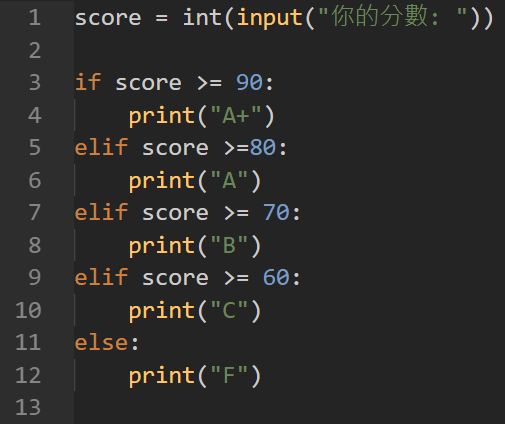 1 score = int(input("你的分數: "))
2
3 if score >= 90:
4     print("A+")
5 elif score >=80:
6     print("A")
7 elif score >= 70:
8     print("B")
9 elif score >= 60:
10     print("C")
11 else:
12     print("F")
13